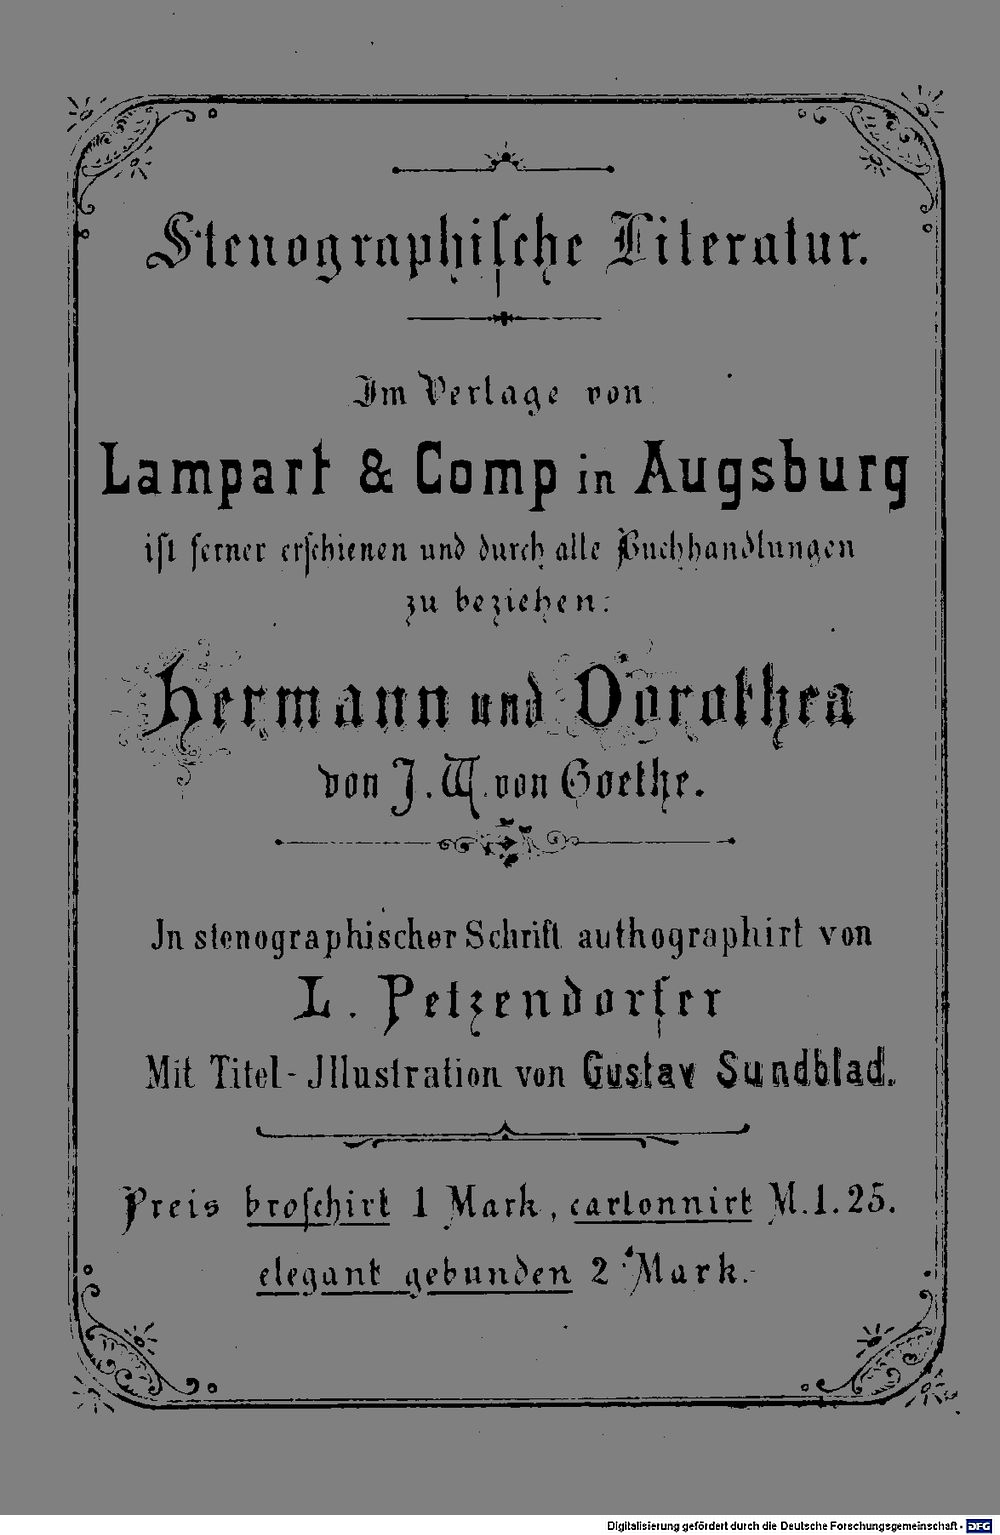 Stenographiſche Literatur.
Im Verlage von
Lampart & Comp in Augsburg
iſt ferner erſchienen und durch alle Buchhandlungen
zu beziehen:
Hermann und Dorothea
von J. W. von Goethe.
In stenographischer Schrift authographirt von
L. Petzendorfer
Mit Titel-Illustration von Gustav Sundblad.
Preis broſchirt 1 Mark, cartonnirt M. 1. 25.
elegant gebunden 2 Mark.
Digitalisierung gefördert durch die Deutsche Forschungsgemeinschaft - DFG